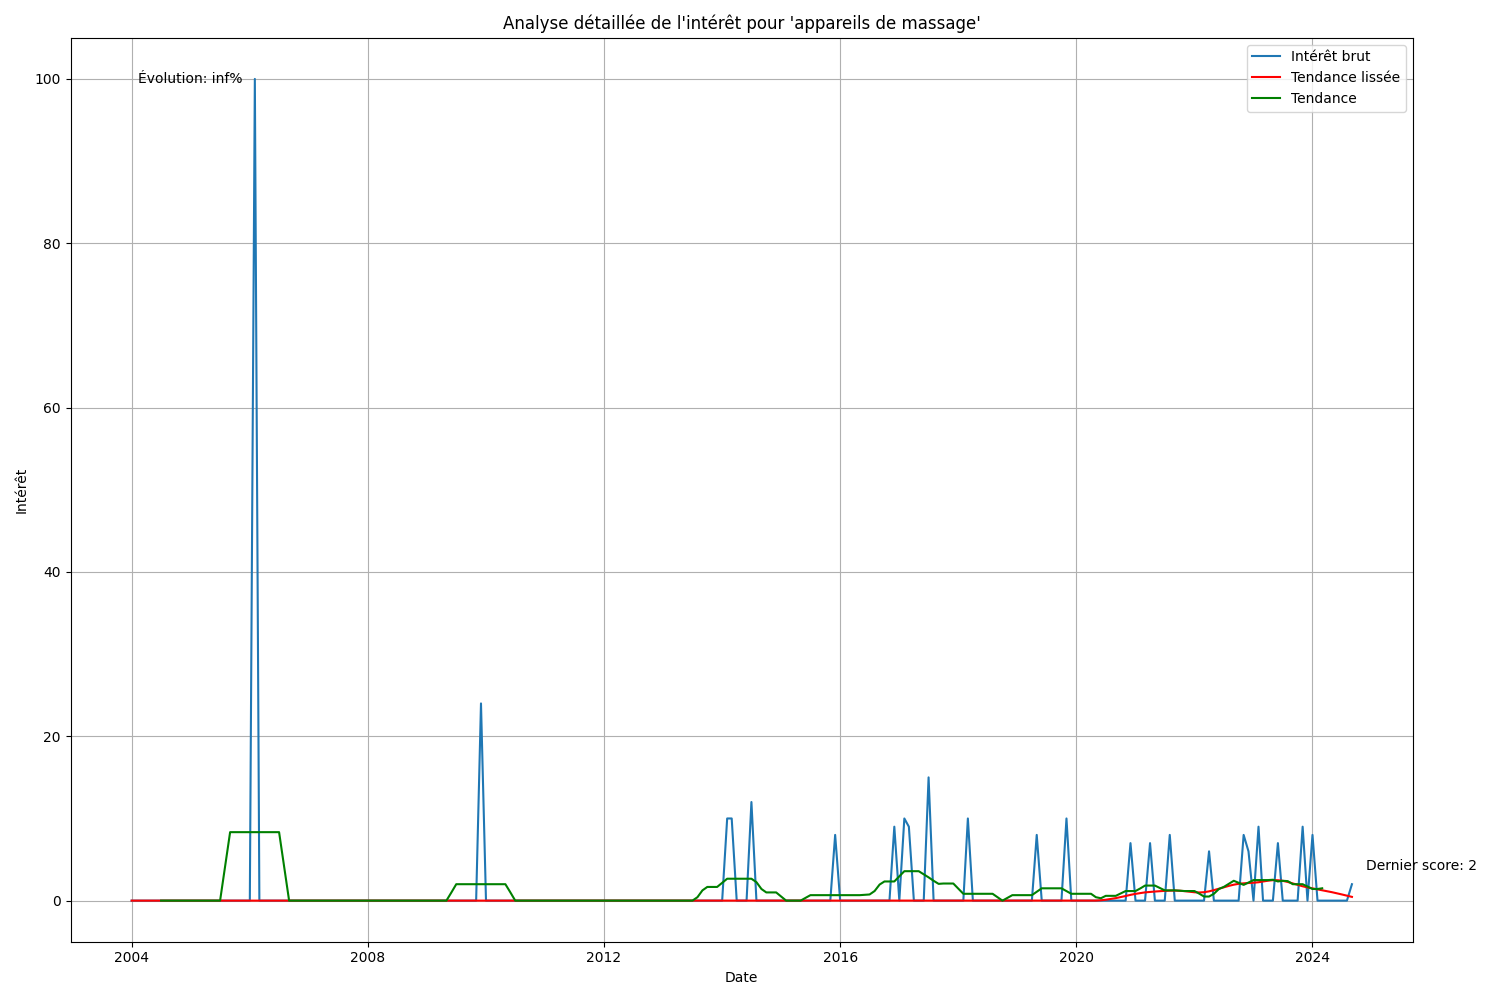 Analyse détaillée de l'intérêt pour 'appareils de massage'
Intérêt brut
Tendance lissée
Tendance
Évolution: inf%
100
80
60
40
20
0
Intérêt
Dernier score: 2
2004
2008
2012
2016
2020
2024
Date